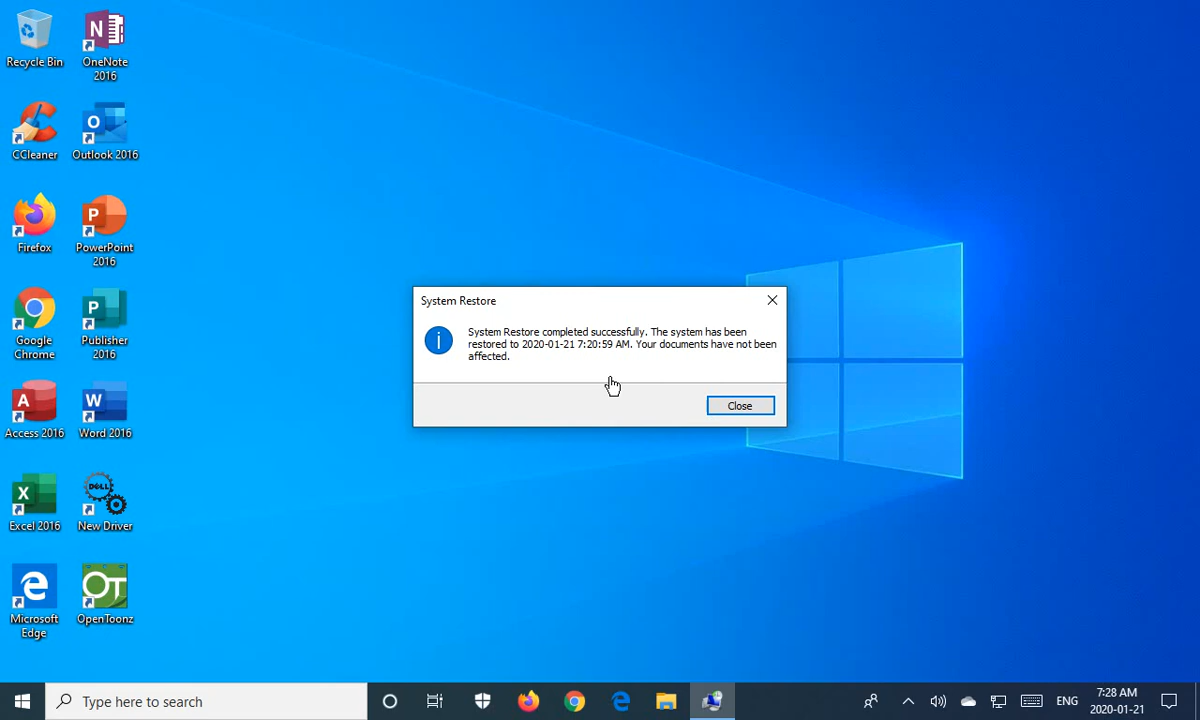 Recycle Bin
OneNote
2016
CCleaner
Outlook 2016
Firefox
PowerPoint
2016
Google
Chrome
Publisher
2016
Access 2016
Word 2016
Excel 2016
DELL
New Driver
Microsoft
Edge
OT
OpenToonz
System Restore
System Restore completed successfully. The system has been
restored to 2020-01-21 7:20:59 AM. Your documents have not been
affected.
Close
Type here to search
ENG
7:28 AM
2020-01-21